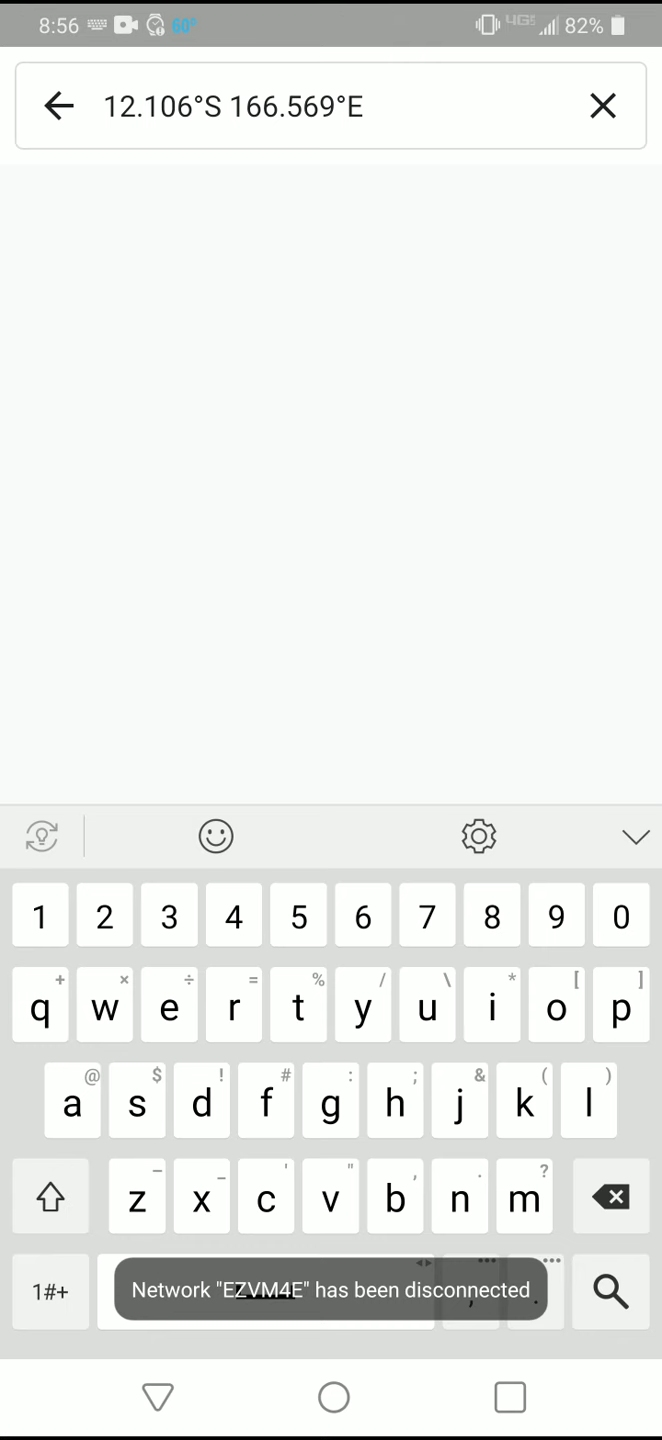 8:56 60° 4GE 82%
12.106°S 166.569°E
1 2 3 4 5 6 7 8 9 0
+ × ÷ = % / \ * [ ]
q w e r t y u i o p
@ $ ! # : ; & ( )
a s d f g h j k l
– _ ' " , . ?
z x c v b n m
1#+ , .
Network "EZVM4E" has been disconnected